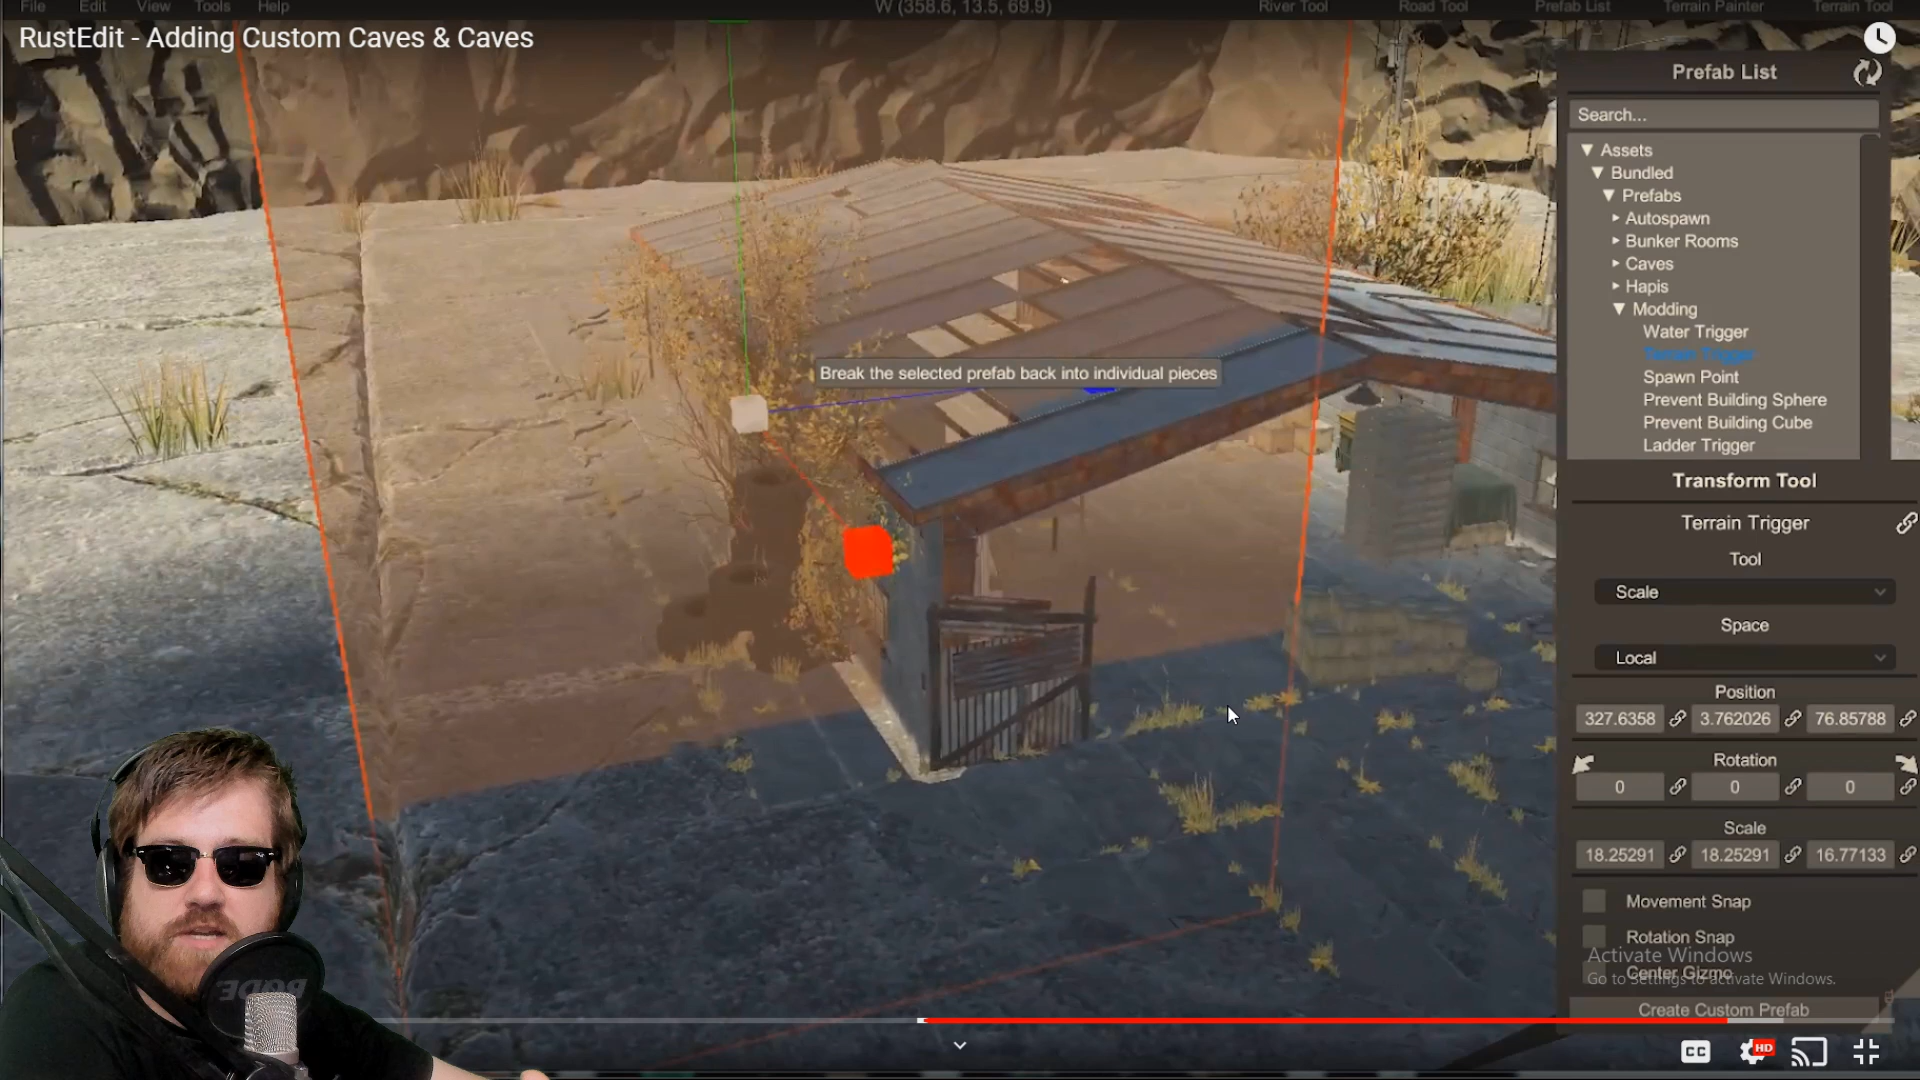 File Edit View Tools Help
W (358.6, 13.5, 69.9)
River Tool Road Tool Prefab List Terrain Painter Terrain Tool
RustEdit - Adding Custom Caves & Caves
Prefab List
Search...
Assets
Bundled
Prefabs
Autospawn
Bunker Rooms
Caves
Hapis
Modding
Water Trigger
Terrain Trigger
Spawn Point
Prevent Building Sphere
Prevent Building Cube
Ladder Trigger
Break the selected prefab back into individual pieces
Transform Tool
Terrain Trigger
Tool
Scale
Space
Local
Position
327.6358 3.762026 76.85788
Rotation
0 0 0
Scale
18.25291 18.25291 16.77133
Movement Snap
Rotation Snap
Activate Windows
Center Gizmo
Go to Settings to activate Windows.
Create Custom Prefab
RODE
CC HD